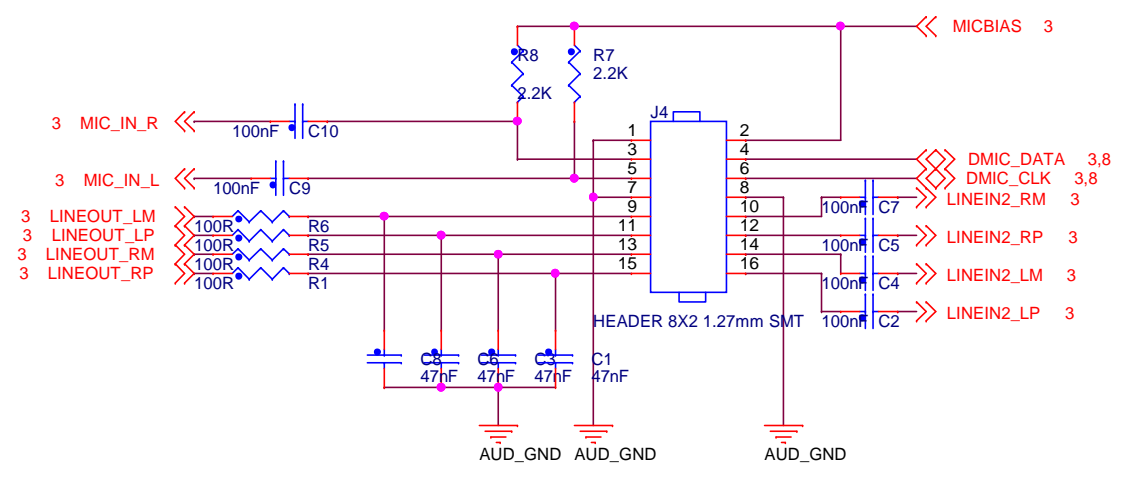 MICBIAS 3
R8
2.2K
R7
2.2K
3 MIC_IN_R
100nF C10
J4
3 MIC_IN_L
100nF C9
1 2
3 4
5 6
7 8
9 10
11 12
13 14
15 16
DMIC_DATA 3,8
DMIC_CLK 3,8
3 LINEOUT_LM
3 LINEOUT_LP
3 LINEOUT_RM
3 LINEOUT_RP
100R R6
100R R5
100R R4
100R R1
100nF C7
LINEIN2_RM 3
100nF C5
LINEIN2_RP 3
100nF C4
LINEIN2_LM 3
100nF C2
LINEIN2_LP 3
HEADER 8X2 1.27mm SMT
C8
47nF
C6
47nF
C3
47nF
C1
47nF
AUD_GND
AUD_GND
AUD_GND